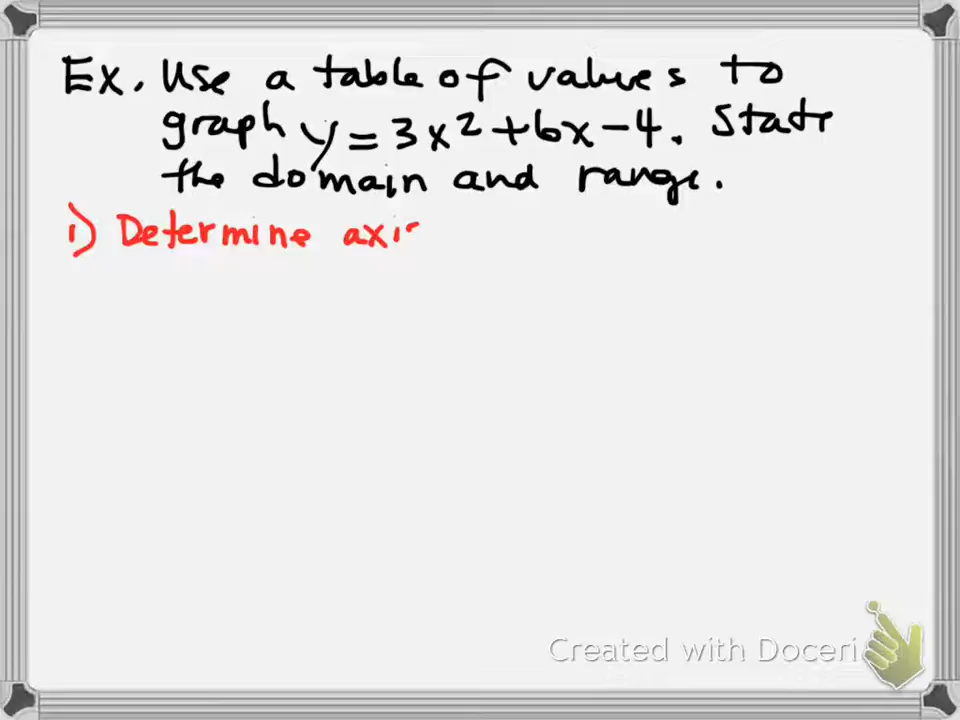 Ex. Use a table of values to
graph y = 3x² + 6x - 4. State
the domain and range.
1) Determine axi
Created with Doceri